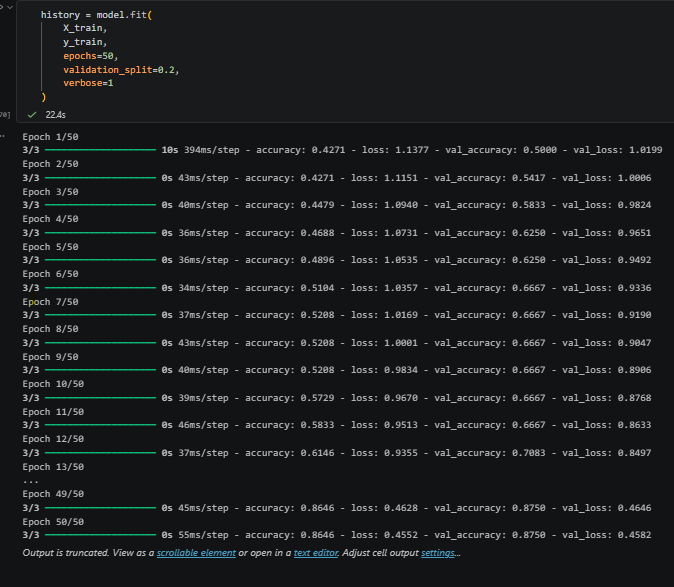 history = model.fit(
    X_train,
    y_train,
    epochs=50,
    validation_split=0.2,
    verbose=1
)
22.4s
Epoch 1/50
3/3 10s 394ms/step - accuracy: 0.4271 - loss: 1.1377 - val_accuracy: 0.5000 - val_loss: 1.0199
Epoch 2/50
3/3 0s 43ms/step - accuracy: 0.4271 - loss: 1.1151 - val_accuracy: 0.5417 - val_loss: 1.0006
Epoch 3/50
3/3 0s 40ms/step - accuracy: 0.4479 - loss: 1.0940 - val_accuracy: 0.5833 - val_loss: 0.9824
Epoch 4/50
3/3 0s 36ms/step - accuracy: 0.4688 - loss: 1.0731 - val_accuracy: 0.6250 - val_loss: 0.9651
Epoch 5/50
3/3 0s 36ms/step - accuracy: 0.4896 - loss: 1.0535 - val_accuracy: 0.6250 - val_loss: 0.9492
Epoch 6/50
3/3 0s 34ms/step - accuracy: 0.5104 - loss: 1.0357 - val_accuracy: 0.6667 - val_loss: 0.9336
Epoch 7/50
3/3 0s 37ms/step - accuracy: 0.5208 - loss: 1.0169 - val_accuracy: 0.6667 - val_loss: 0.9190
Epoch 8/50
3/3 0s 43ms/step - accuracy: 0.5208 - loss: 1.0001 - val_accuracy: 0.6667 - val_loss: 0.9047
Epoch 9/50
3/3 0s 40ms/step - accuracy: 0.5208 - loss: 0.9834 - val_accuracy: 0.6667 - val_loss: 0.8906
Epoch 10/50
3/3 0s 39ms/step - accuracy: 0.5729 - loss: 0.9670 - val_accuracy: 0.6667 - val_loss: 0.8768
Epoch 11/50
3/3 0s 46ms/step - accuracy: 0.5833 - loss: 0.9513 - val_accuracy: 0.6667 - val_loss: 0.8633
Epoch 12/50
3/3 0s 37ms/step - accuracy: 0.6146 - loss: 0.9355 - val_accuracy: 0.7083 - val_loss: 0.8497
Epoch 13/50
...
Epoch 49/50
3/3 0s 45ms/step - accuracy: 0.8646 - loss: 0.4628 - val_accuracy: 0.8750 - val_loss: 0.4646
Epoch 50/50
3/3 0s 55ms/step - accuracy: 0.8646 - loss: 0.4552 - val_accuracy: 0.8750 - val_loss: 0.4582
Output is truncated. View as a scrollable element or open in a text editor. Adjust cell output settings...